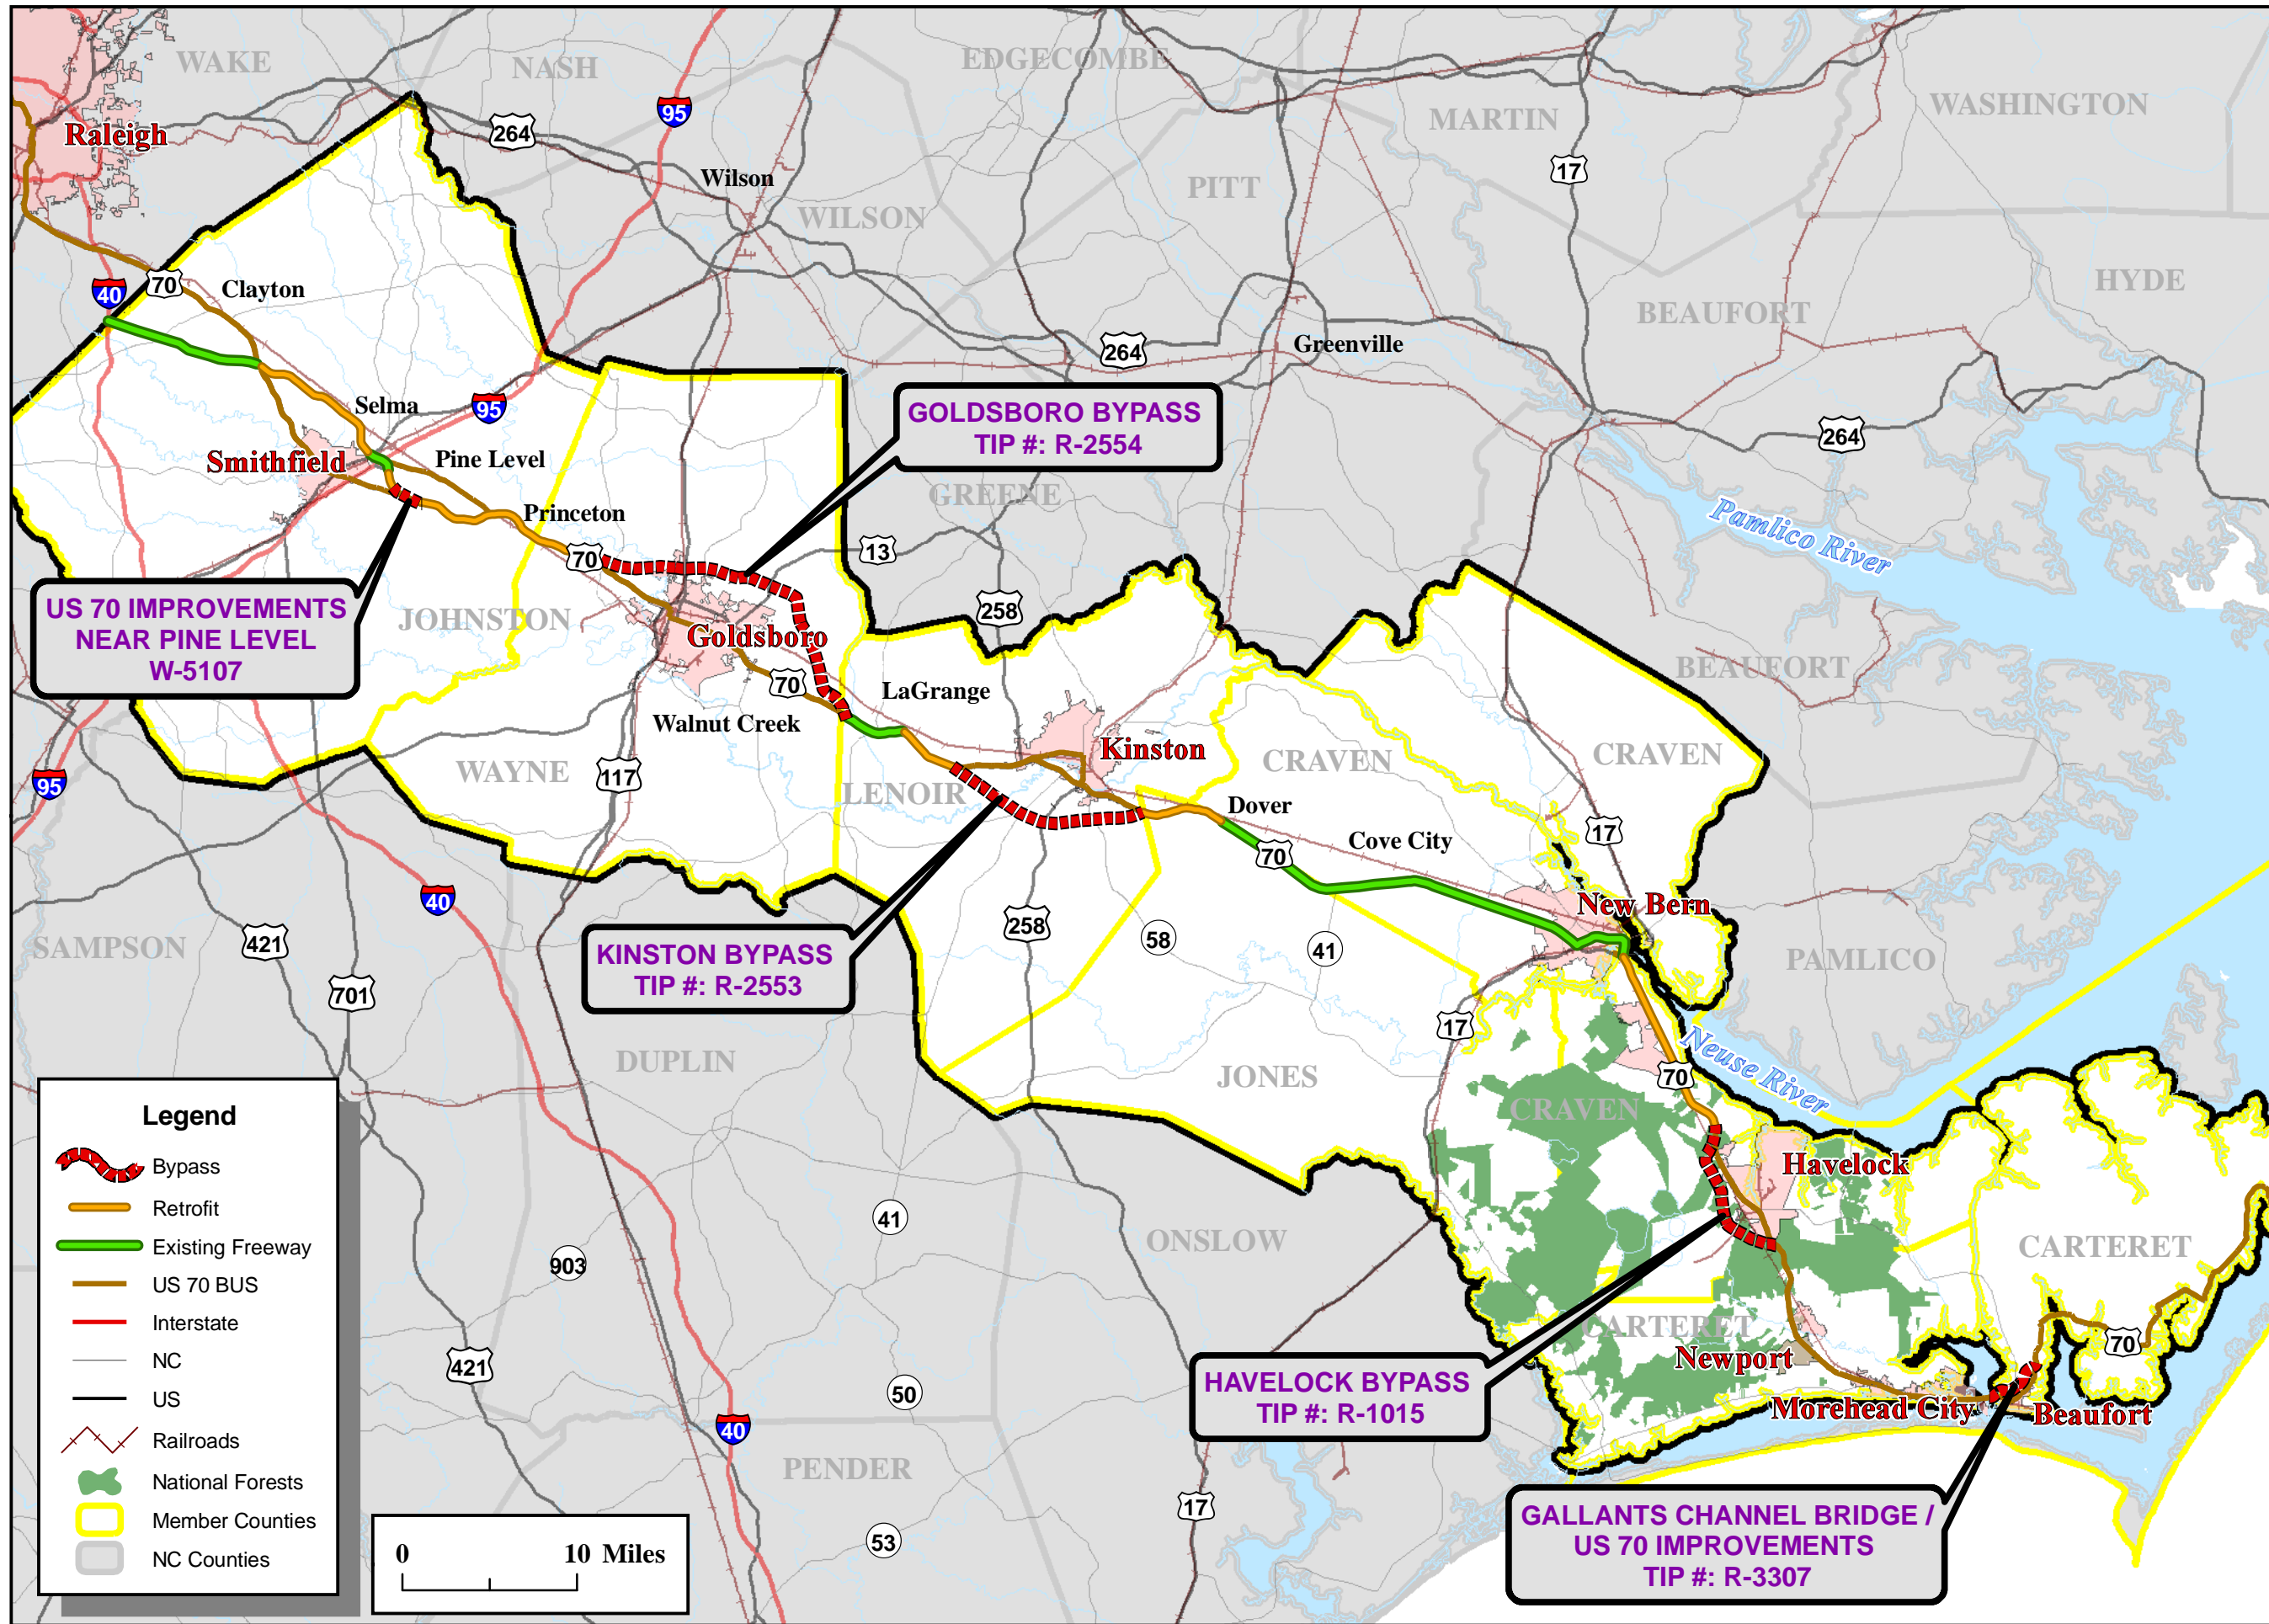 WAKE
NASH
EDGECOMBE
MARTIN
WASHINGTON
95
264
Raleigh
17
Wilson
PITT
WILSON
HYDE
70
40
Clayton
BEAUFORT
264
Greenville
Selma
95
GOLDSBORO BYPASS
TIP #: R-2554
264
Smithfield
Pine Level
GREENE
Princeton
Pamlico River
13
70
US 70 IMPROVEMENTS
NEAR PINE LEVEL
W-5107
JOHNSTON
258
Goldsboro
BEAUFORT
70
LaGrange
Walnut Creek
Kinston
CRAVEN
CRAVEN
WAYNE
117
95
LENOIR
Dover
Cove City
17
70
40
New Bern
SAMPSON
421
258
58
41
KINSTON BYPASS
TIP #: R-2553
PAMLICO
701
17
Neuse River
DUPLIN
JONES
70
CRAVEN
Legend
Bypass
Retrofit
Existing Freeway
US 70 BUS
Interstate
NC
US
Railroads
National Forests
Member Counties
NC Counties
Havelock
41
ONSLOW
CARTERET
903
CARTERET
70
Newport
421
HAVELOCK BYPASS
TIP #: R-1015
50
Morehead City
Beaufort
40
PENDER
17
53
GALLANTS CHANNEL BRIDGE /
US 70 IMPROVEMENTS
TIP #: R-3307
0 10 Miles